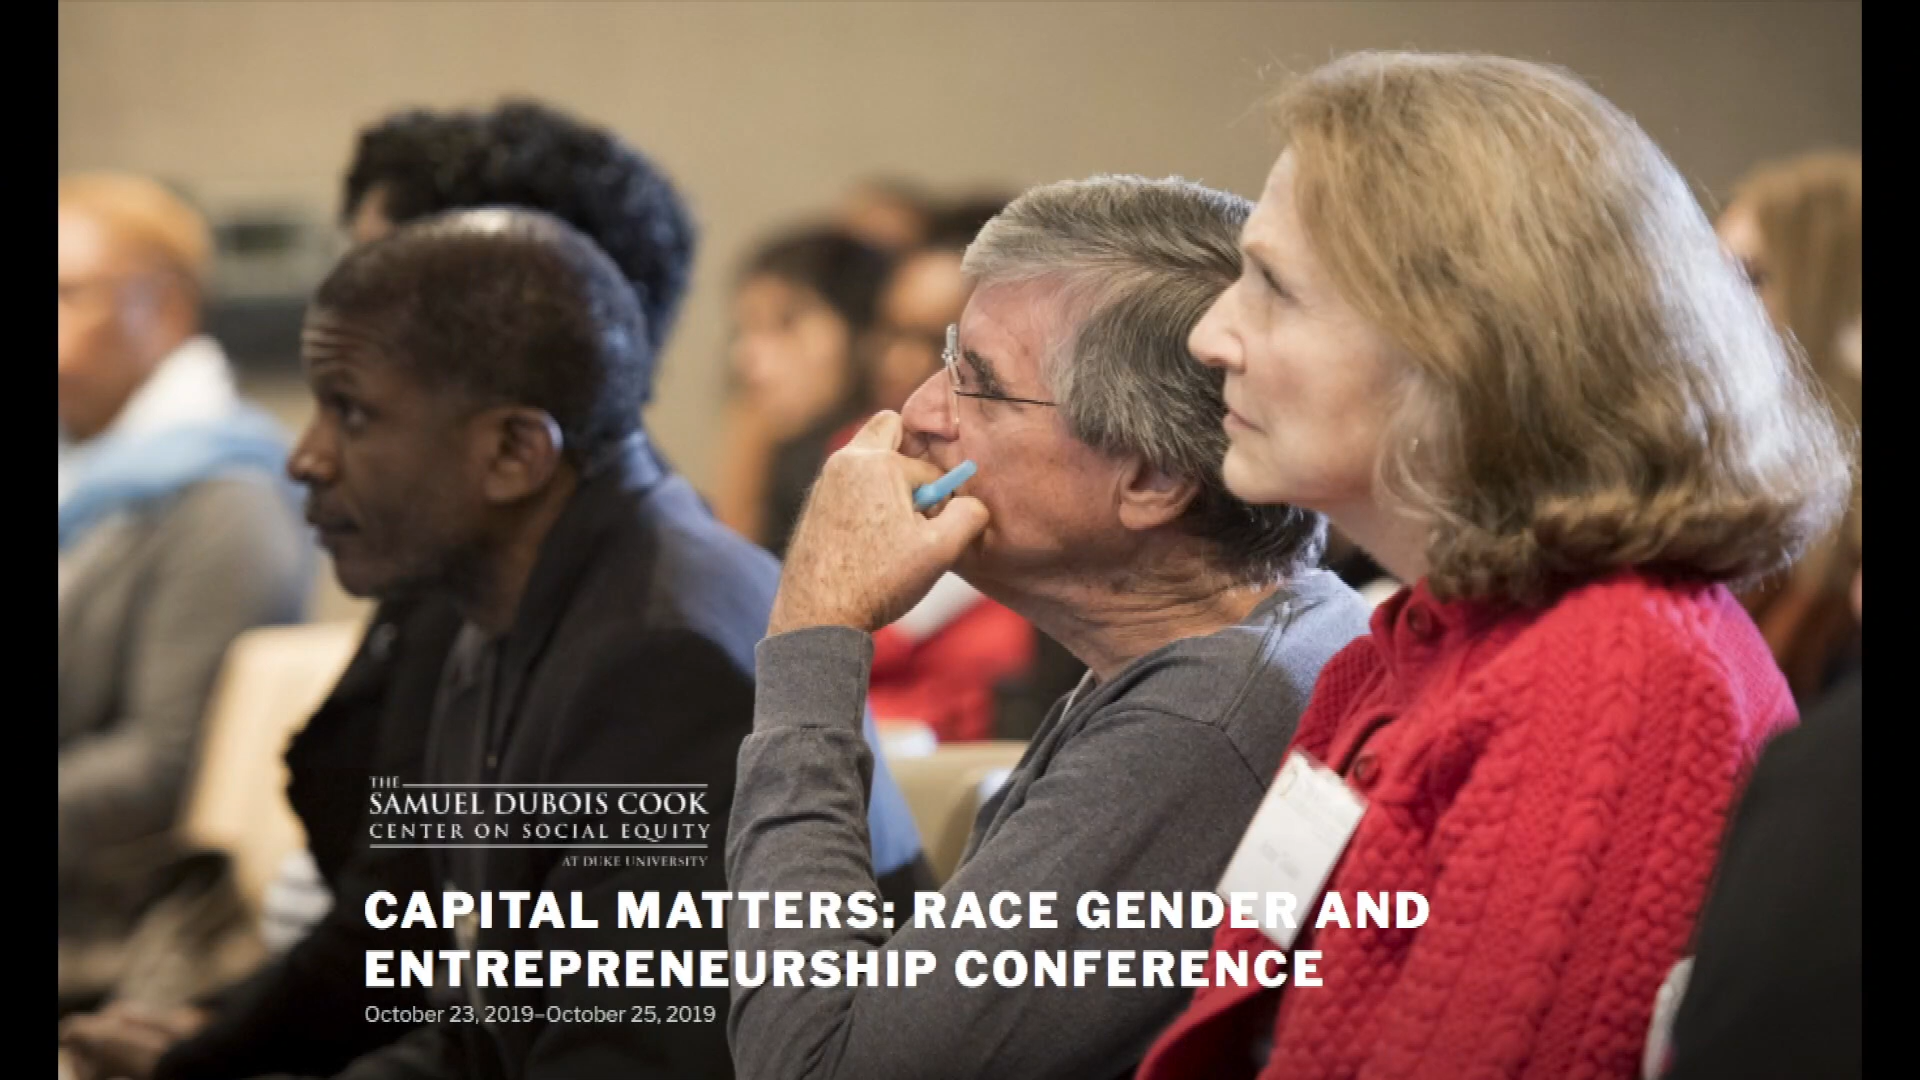 THE
SAMUEL DUBOIS COOK
CENTER ON SOCIAL EQUITY
AT DUKE UNIVERSITY
CAPITAL MATTERS: RACE GENDER AND
ENTREPRENEURSHIP CONFERENCE
October 23, 2019–October 25, 2019